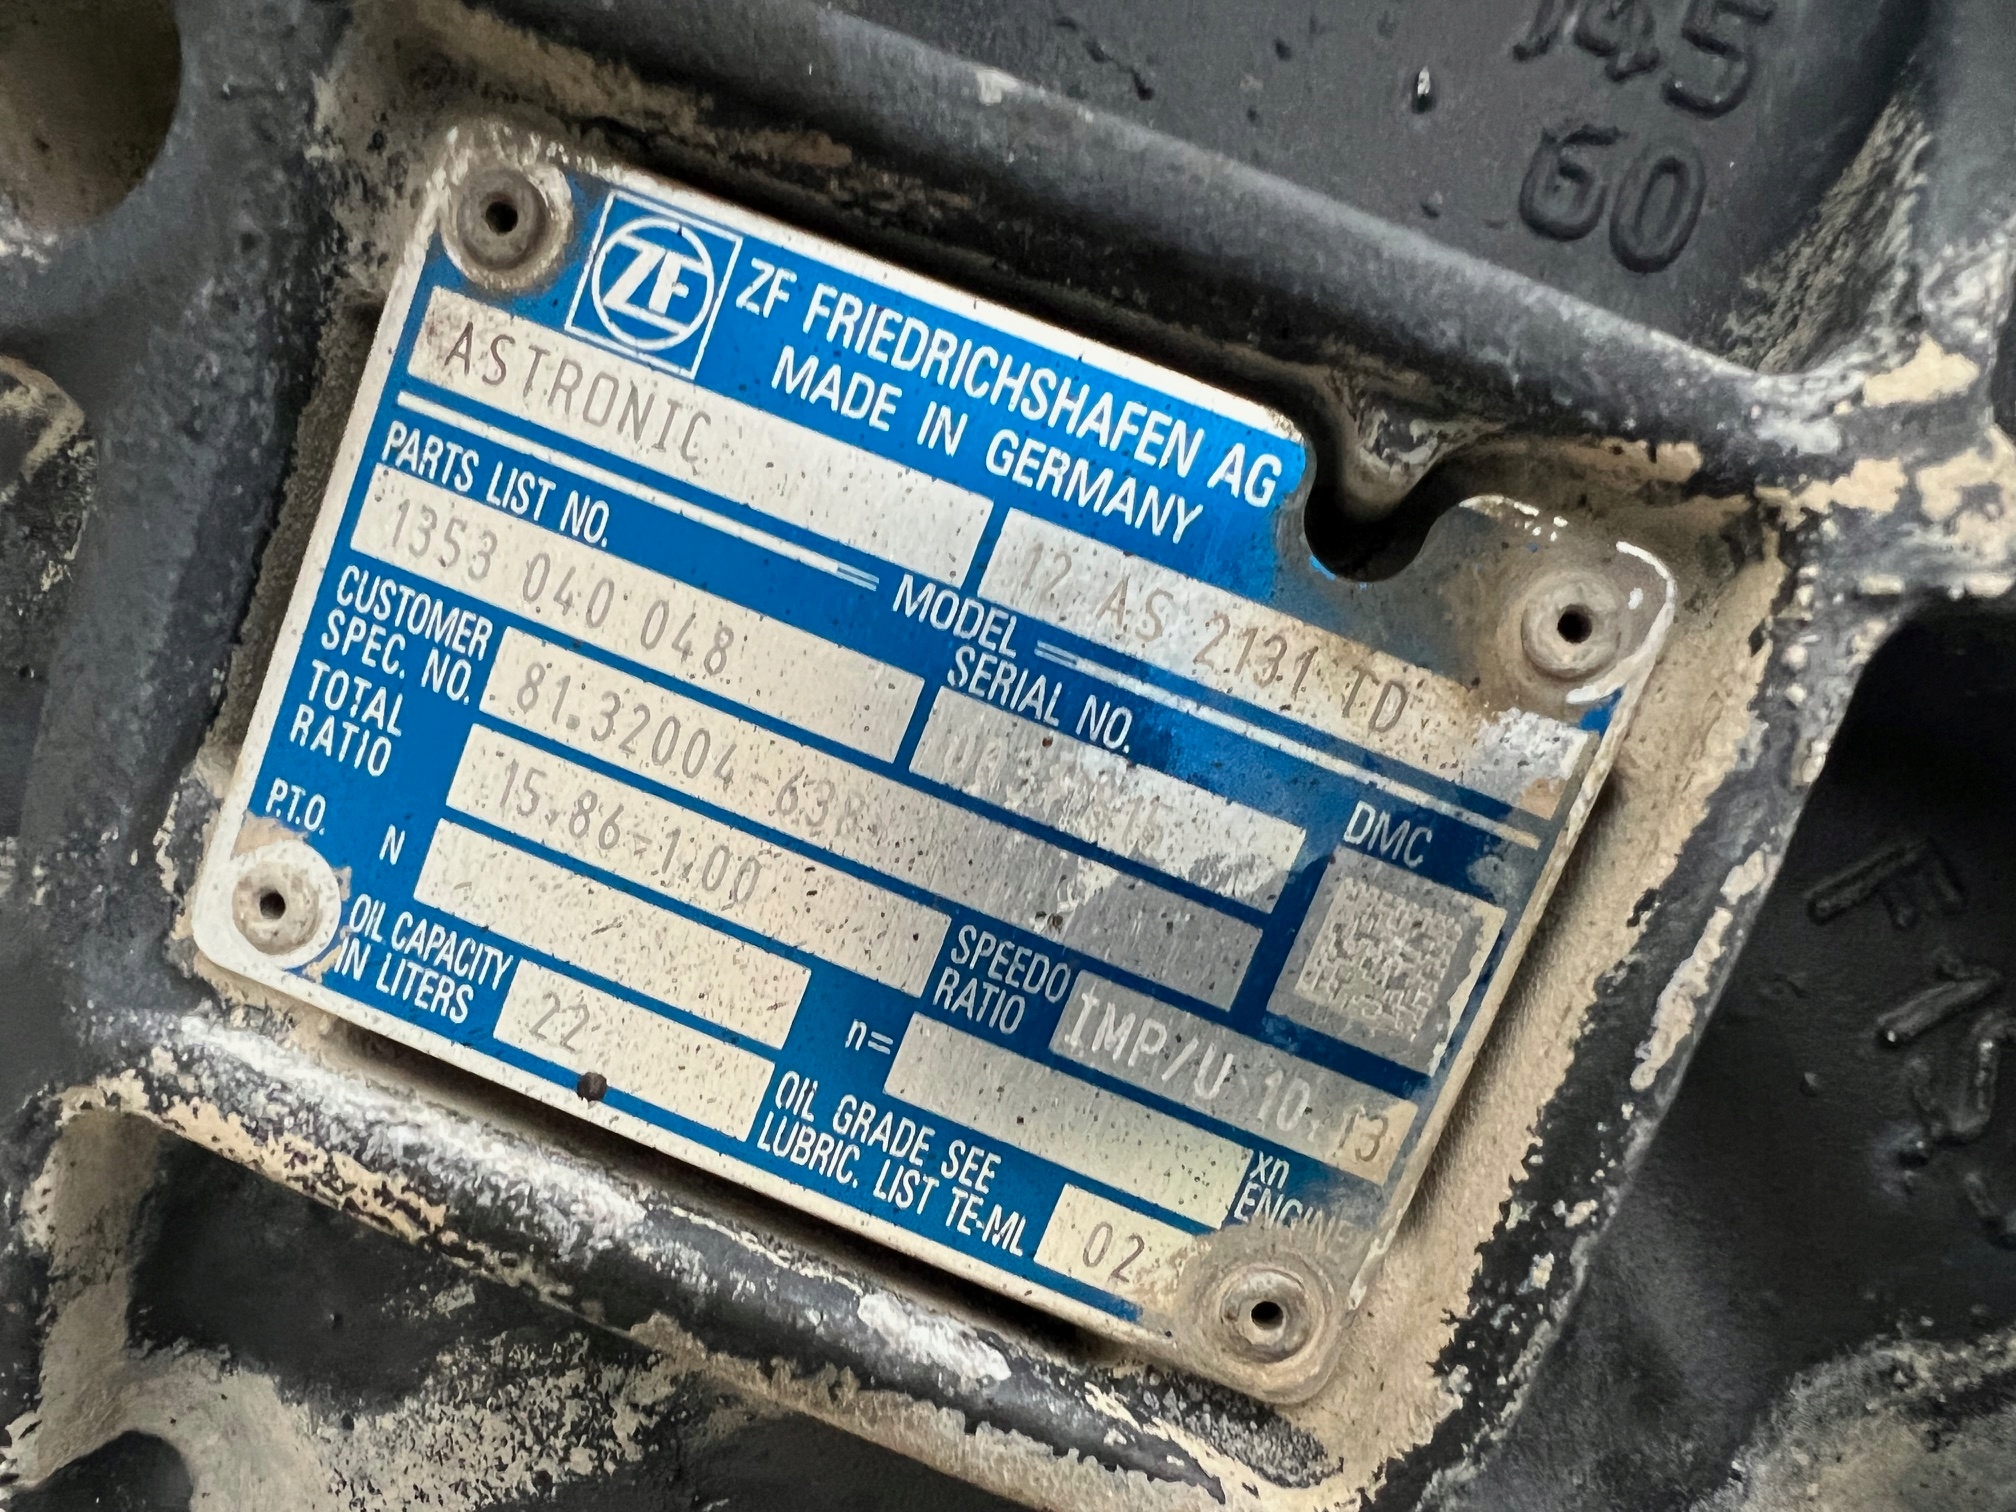 145
60
ZF
ZF FRIEDRICHSHAFEN AG
MADE IN GERMANY
ASTRONIC
12 AS 2131 TD
MODEL
PARTS LIST NO.
1353 040 048
SERIAL NO.
CUSTOMER
SPEC. NO.
81.32004-638
DMC
TOTAL
RATIO
15.86-1.00
SPEEDO
RATIO
IMP/U 10.13
P.T.O.
N
n=
xn
ENGINE
OIL CAPACITY
IN LITERS
22
OIL GRADE SEE
LUBRIC. LIST TE-ML
02